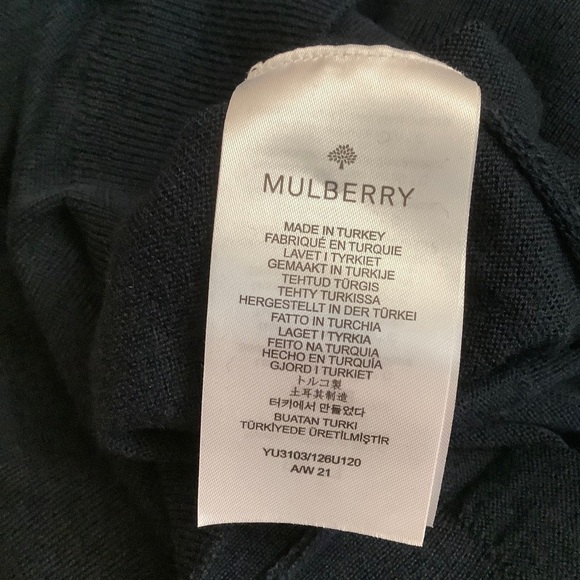 MULBERRY
MADE IN TURKEY
FABRIQUÉ EN TURQUIE
LAVET I TYRKIET
GEMAAKT IN TURKIJE
TEHTUD TÜRGIS
TEHTY TURKISSA
HERGESTELLT IN DER TÜRKEI
FATTO IN TURCHIA
LAGET I TYRKIA
FEITO NA TURQUIA
HECHO EN TURQUÍA
GJORD I TURKIET
トルコ製
土耳其制造
터키에서 만들었다
BUATAN TURKI
TÜRKİYEDE ÜRETİLMİŞTİR
YU3103/126U120
A/W 21